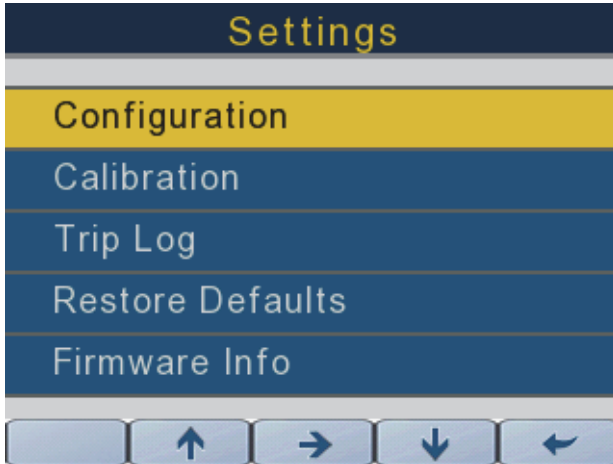 Settings
Configuration
Calibration
Trip Log
Restore Defaults
Firmware Info